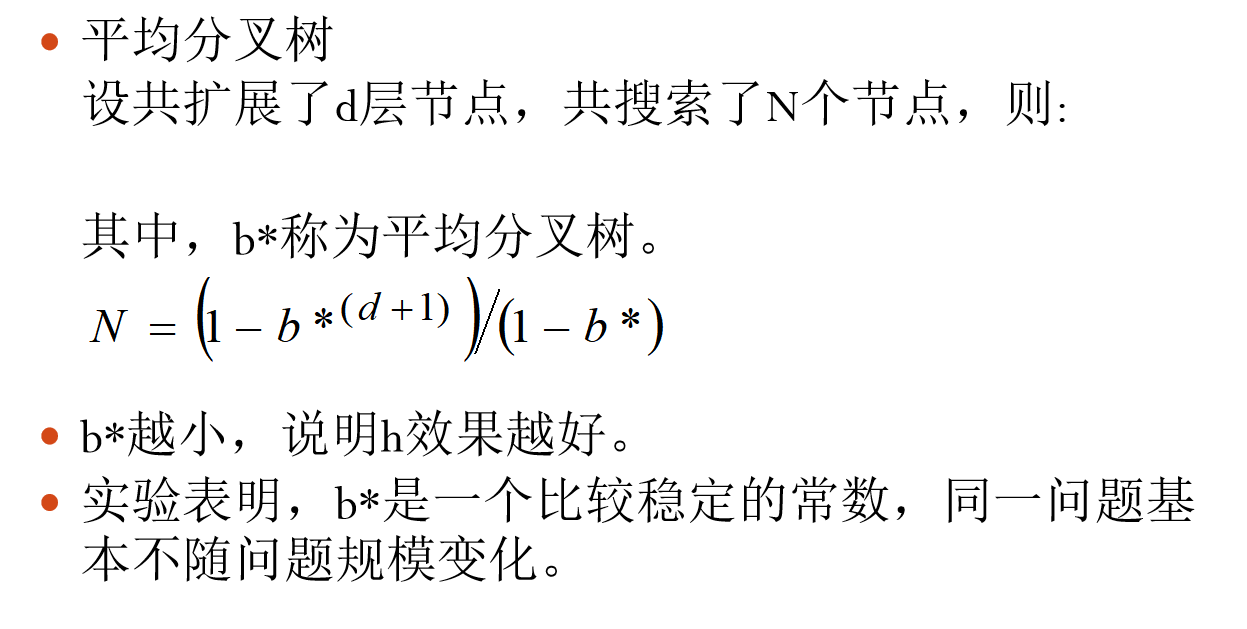 • 平均分叉树
设共扩展了d层节点，共搜索了N个节点，则：
其中，b*称为平均分叉树。
N = (1 − b*^(d+1))/(1 − b*)
• b*越小，说明h效果越好。
• 实验表明，b*是一个比较稳定的常数，同一问题基
本不随问题规模变化。